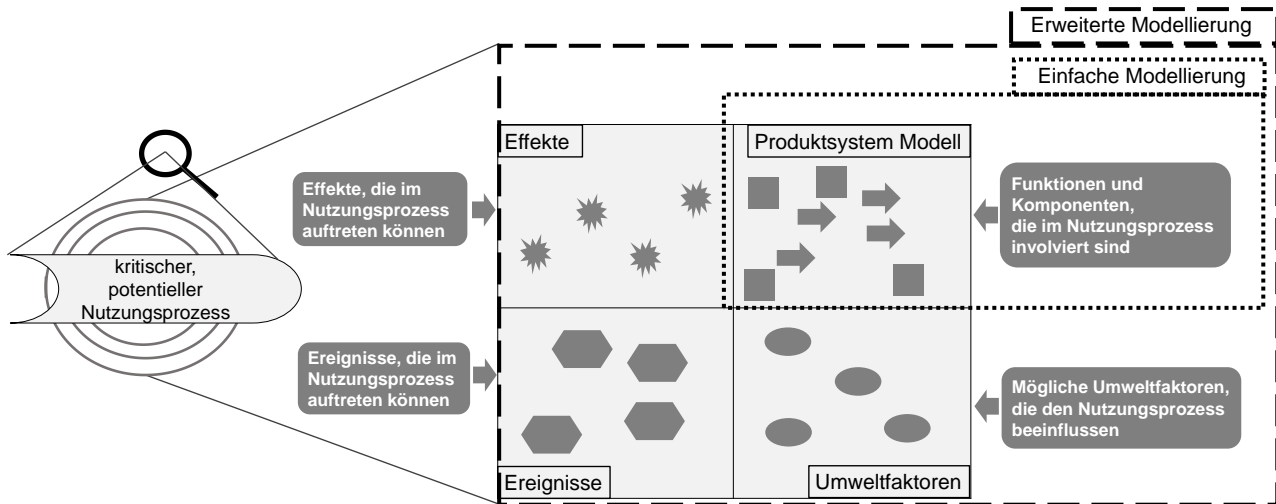 Erweiterte Modellierung
Einfache Modellierung
Effekte
Produktsystem Modell
Effekte, die im
Nutzungsprozess
auftreten können
Funktionen und
Komponenten,
die im Nutzungsprozess
involviert sind
kritischer,
potentieller
Nutzungsprozess
Ereignisse, die im
Nutzungsprozess
auftreten können
Mögliche Umweltfaktoren,
die den Nutzungsprozess
beeinflussen
Ereignisse
Umweltfaktoren